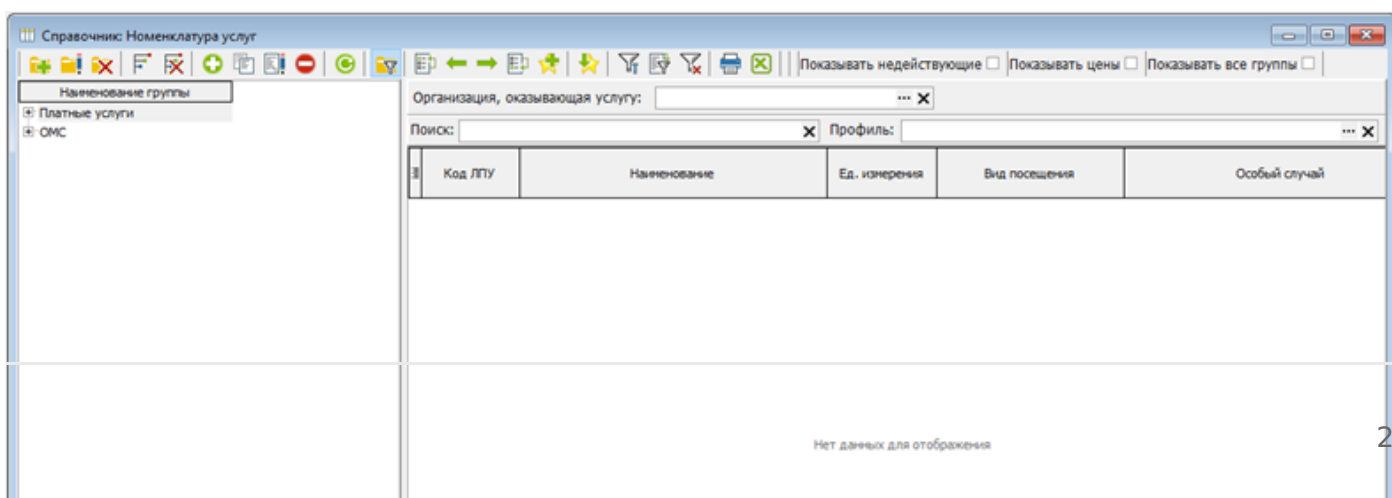 Справочник: Номенклатура услуг
Показывать недействующие Показывать цены Показывать все группы
Наименование группы
Платные услуги
ОМС
Организация, оказывающая услугу:
Поиск: Профиль:
Код ЛПУ Наименование Ед. измерения Вид посещения Особый случай
Нет данных для отображения
2